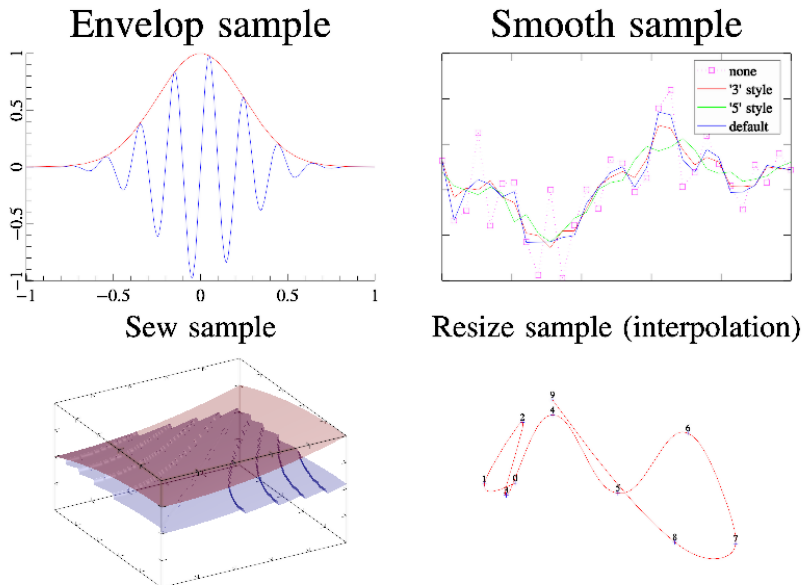 Envelop sample
1
0.5
0
−0.5
−1
−1
−0.5
0
0.5
1
Smooth sample
none
'3' style
'5' style
default
Sew sample
Resize sample (interpolation)
9
4
2
6
1
0
3
5
8
7